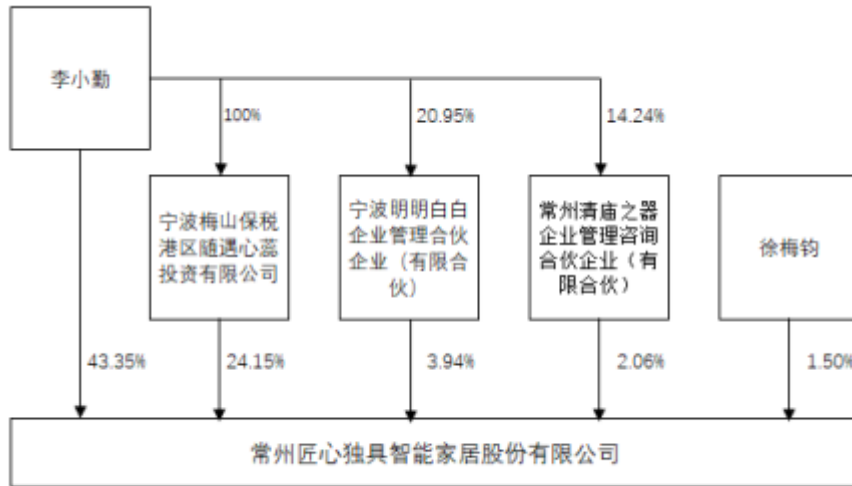 李小勤
100%
20.95%
14.24%
宁波梅山保税
港区随遇心蕊
投资有限公司
宁波明明白白
企业管理合伙
企业（有限合
伙）
常州清庙之器
企业管理咨询
合伙企业（有
限合伙）
徐梅钧
43.35%
24.15%
3.94%
2.06%
1.50%
常州匠心独具智能家居股份有限公司